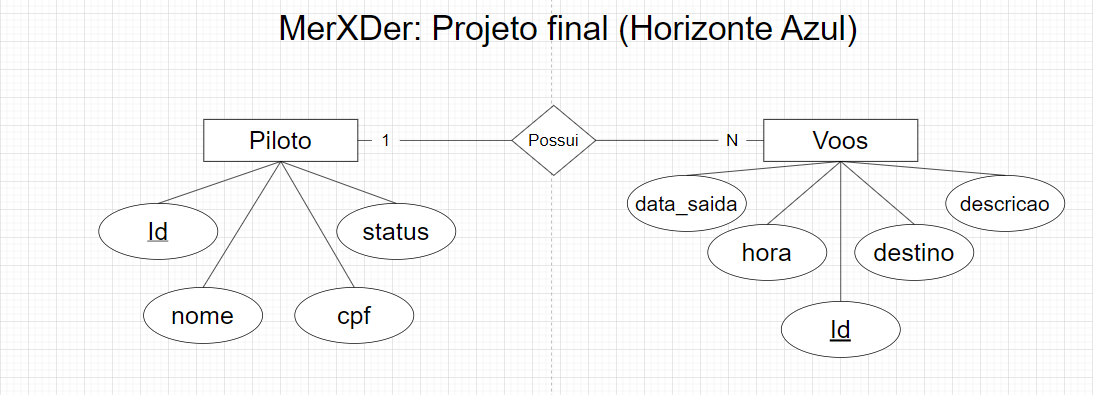 MerXDer: Projeto final (Horizonte Azul)
Piloto
1
Possui
N
Voos
Id
status
nome
cpf
data_saida
descricao
hora
destino
Id